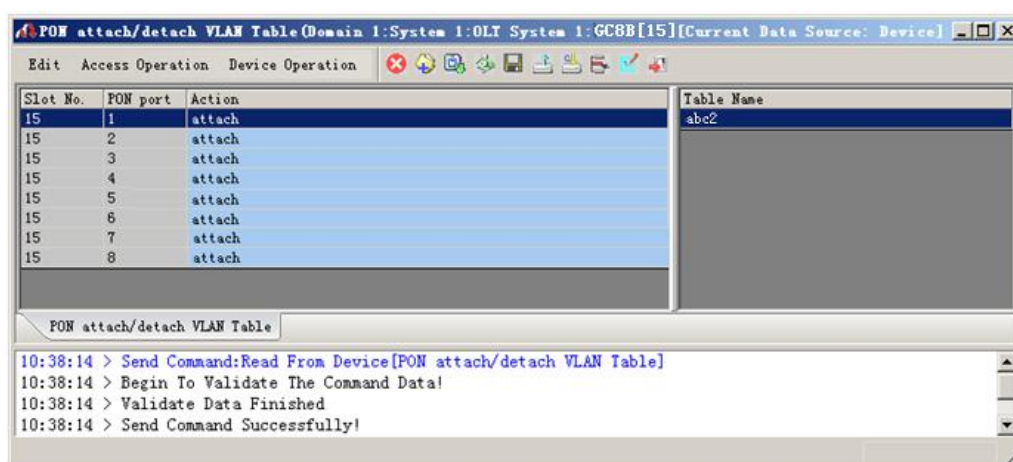 PON attach/detach VLAN Table(Domain 1:System 1:OLT System 1:GC8B[15][Current Data Source: Device]
Edit Access Operation Device Operation
Slot No. PON port Action Table Name
15 1 attach abc2
15 2 attach
15 3 attach
15 4 attach
15 5 attach
15 6 attach
15 7 attach
15 8 attach
PON attach/detach VLAN Table
10:38:14 > Send Command:Read From Device[PON attach/detach VLAN Table]
10:38:14 > Begin To Validate The Command Data!
10:38:14 > Validate Data Finished
10:38:14 > Send Command Successfully!